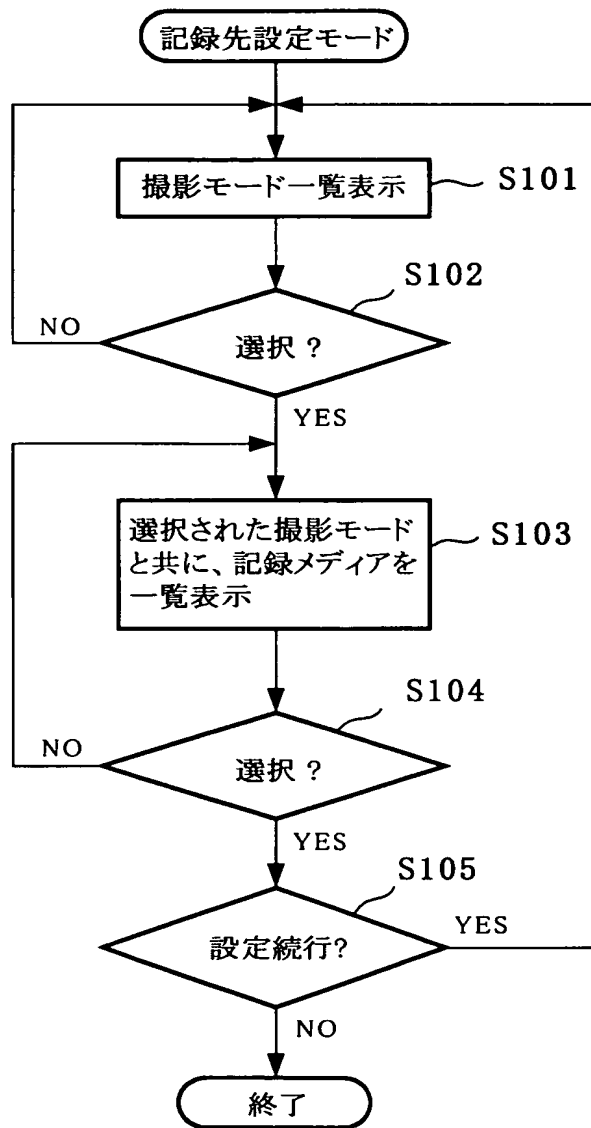 記録先設定モード
撮影モード一覧表示
S101
S102
選択？
NO
YES
選択された撮影モード
と共に、記録メディアを
一覧表示
S103
S104
選択？
NO
YES
S105
設定続行？
YES
NO
終了